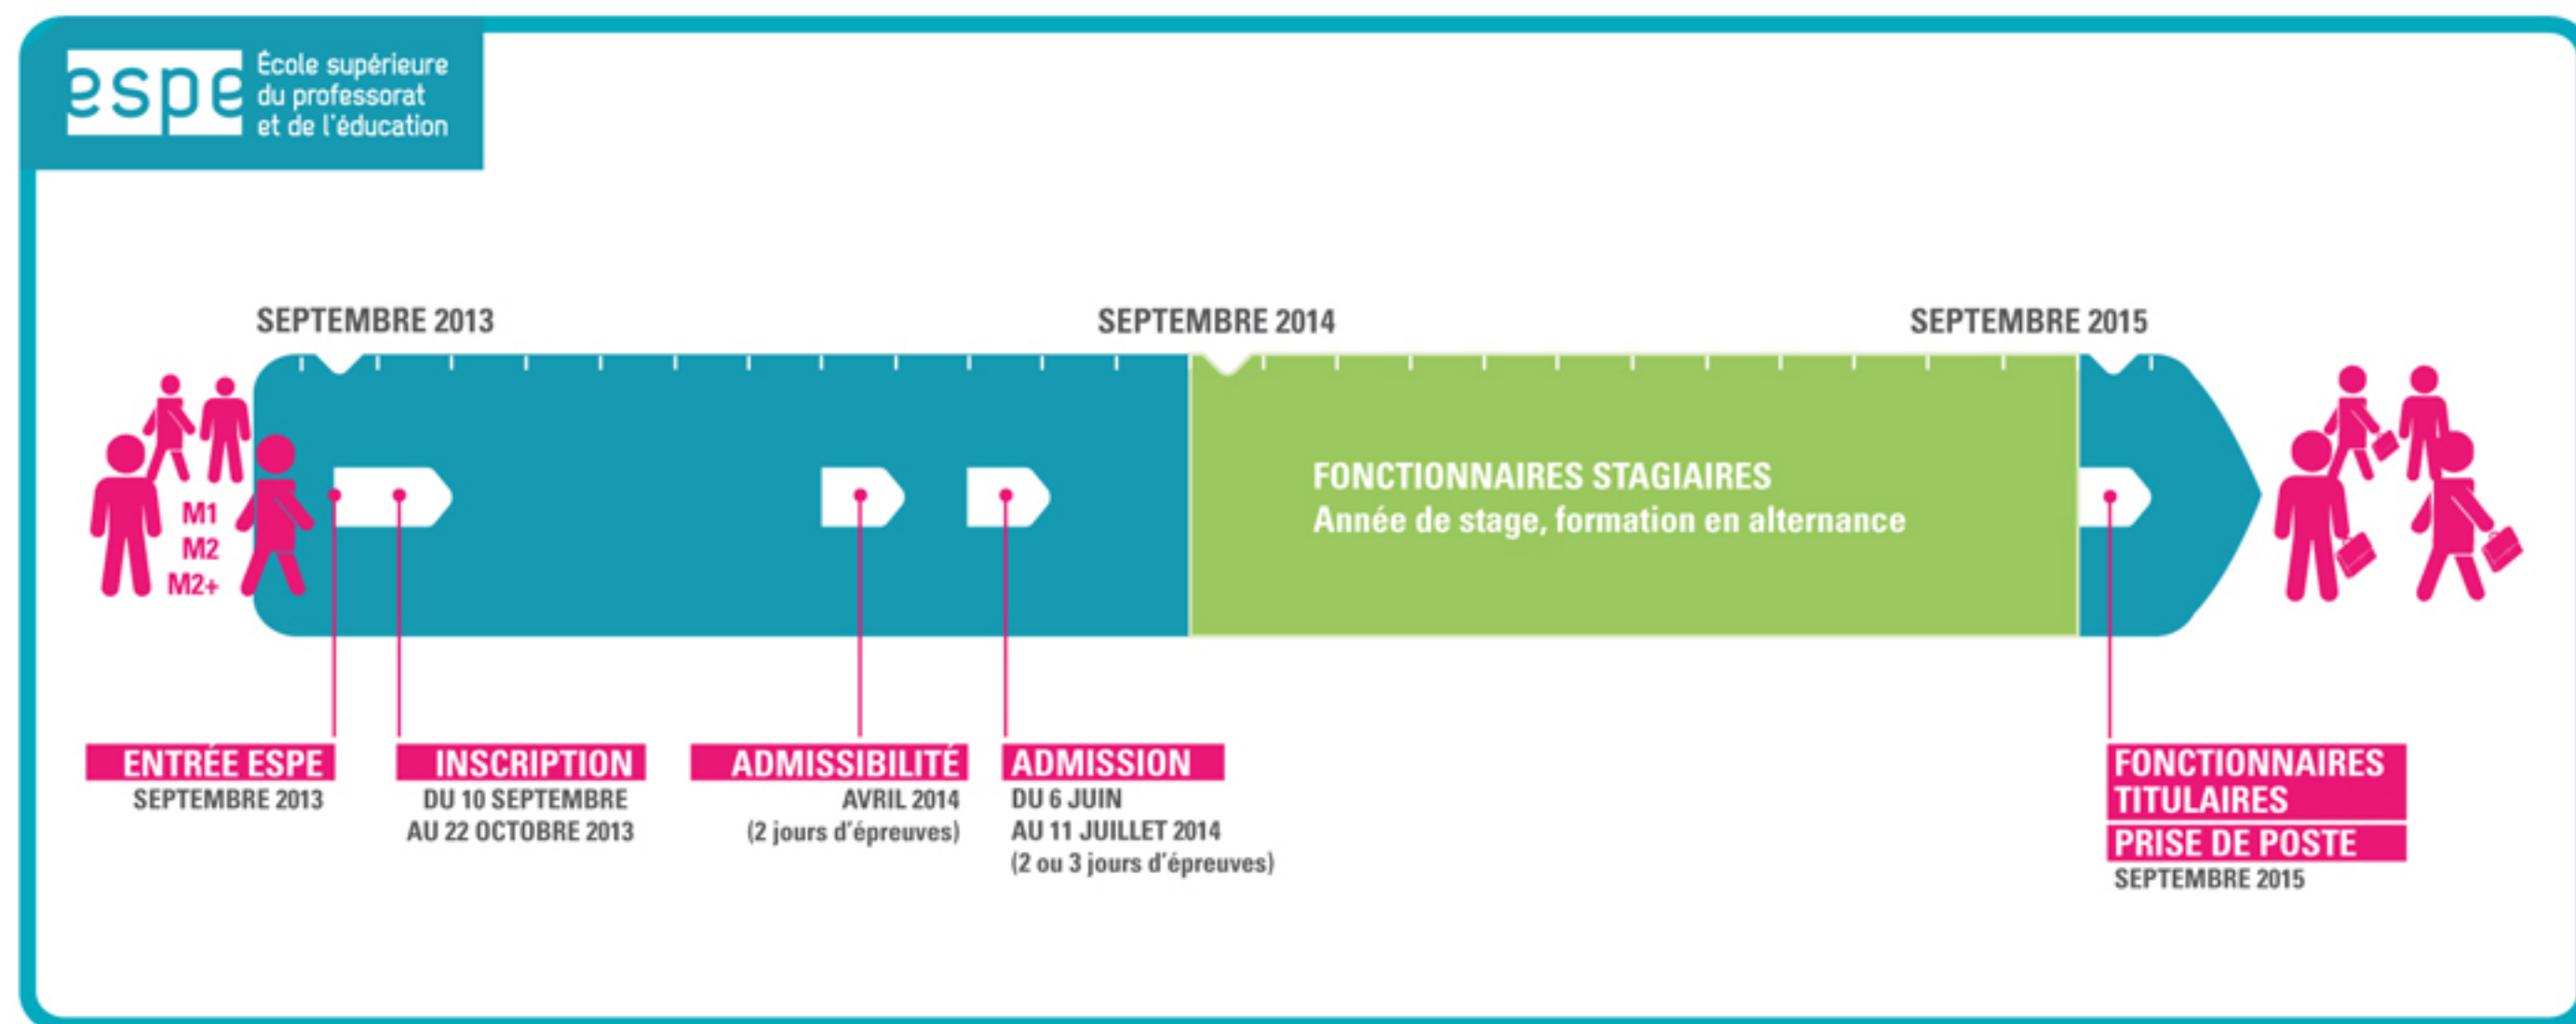 espe
École supérieure
du professorat
et de l'éducation
SEPTEMBRE 2013
SEPTEMBRE 2014
SEPTEMBRE 2015
M1
M2
M2+
FONCTIONNAIRES STAGIAIRES
Année de stage, formation en alternance
ENTRÉE ESPE
SEPTEMBRE 2013
INSCRIPTION
DU 10 SEPTEMBRE
AU 22 OCTOBRE 2013
ADMISSIBILITÉ
AVRIL 2014
(2 jours d'épreuves)
ADMISSION
DU 6 JUIN
AU 11 JUILLET 2014
(2 ou 3 jours d'épreuves)
FONCTIONNAIRES
TITULAIRES
PRISE DE POSTE
SEPTEMBRE 2015